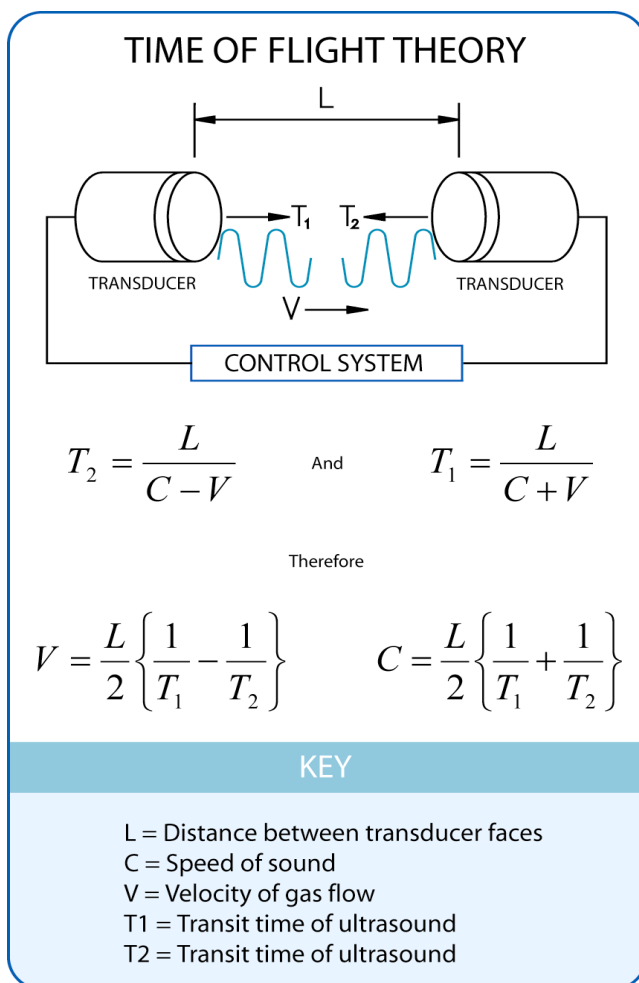 TIME OF FLIGHT THEORY
L
T₁ T₂
TRANSDUCER TRANSDUCER
V
CONTROL SYSTEM
T₂ = L / (C − V) And T₁ = L / (C + V)
Therefore
V = L/2 {1/T₁ − 1/T₂} C = L/2 {1/T₁ + 1/T₂}
KEY
L = Distance between transducer faces
C = Speed of sound
V = Velocity of gas flow
T1 = Transit time of ultrasound
T2 = Transit time of ultrasound